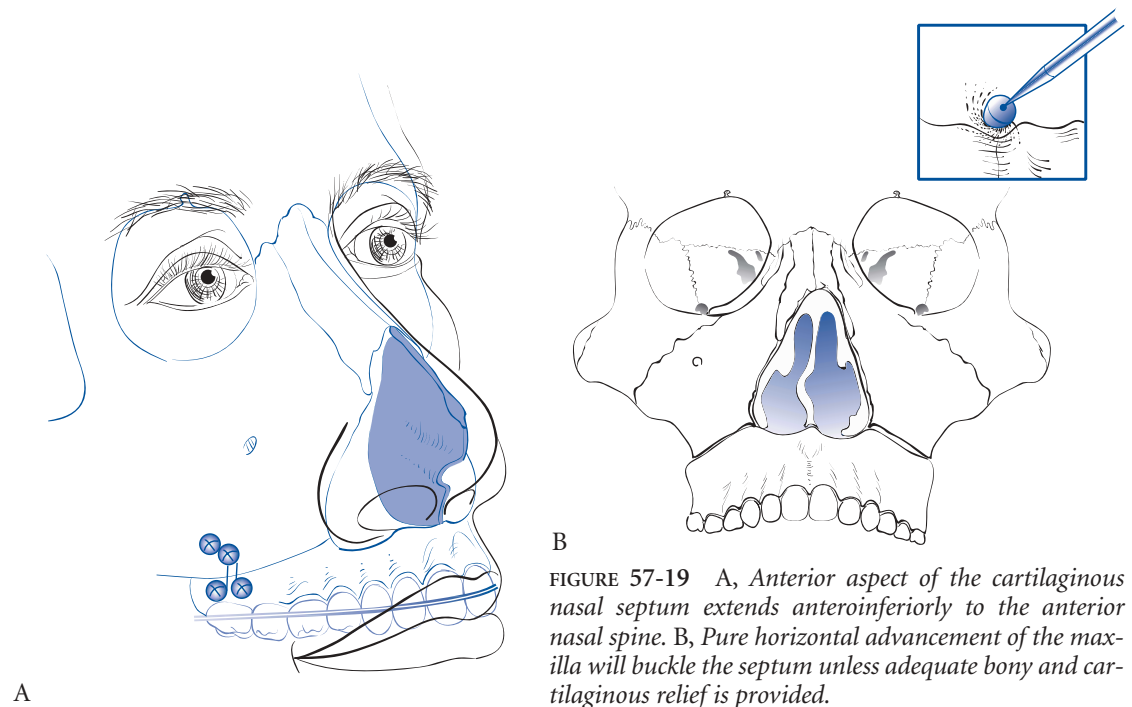 A
B
FIGURE 57-19 A, Anterior aspect of the cartilaginous
nasal septum extends anteroinferiorly to the anterior
nasal spine. B, Pure horizontal advancement of the max-
illa will buckle the septum unless adequate bony and car-
tilaginous relief is provided.